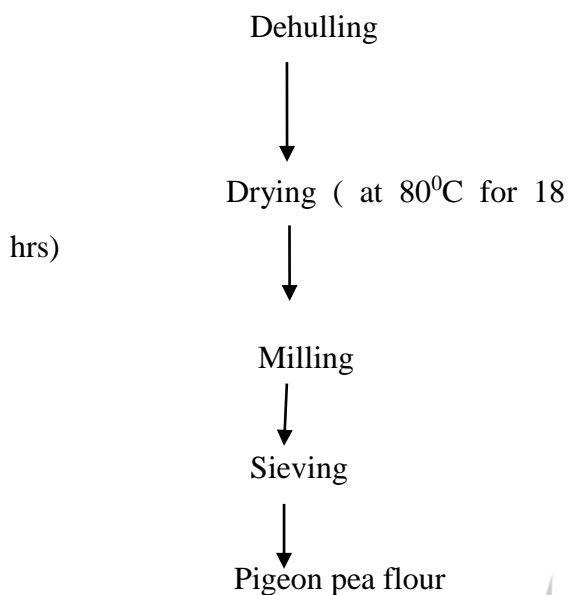 Dehulling
Drying ( at 80⁰C for 18
hrs)
Milling
Sieving
Pigeon pea flour